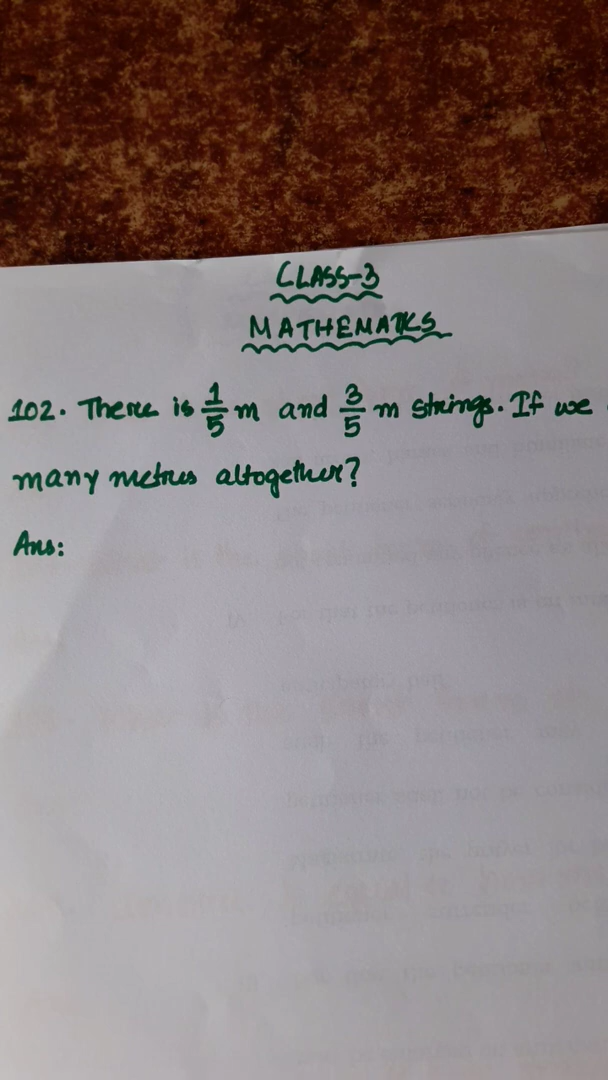 CLASS-3
MATHEMATICS
102. There is 1/5 m and 3/5 m strings. If we
many metres altogether?
Ans: